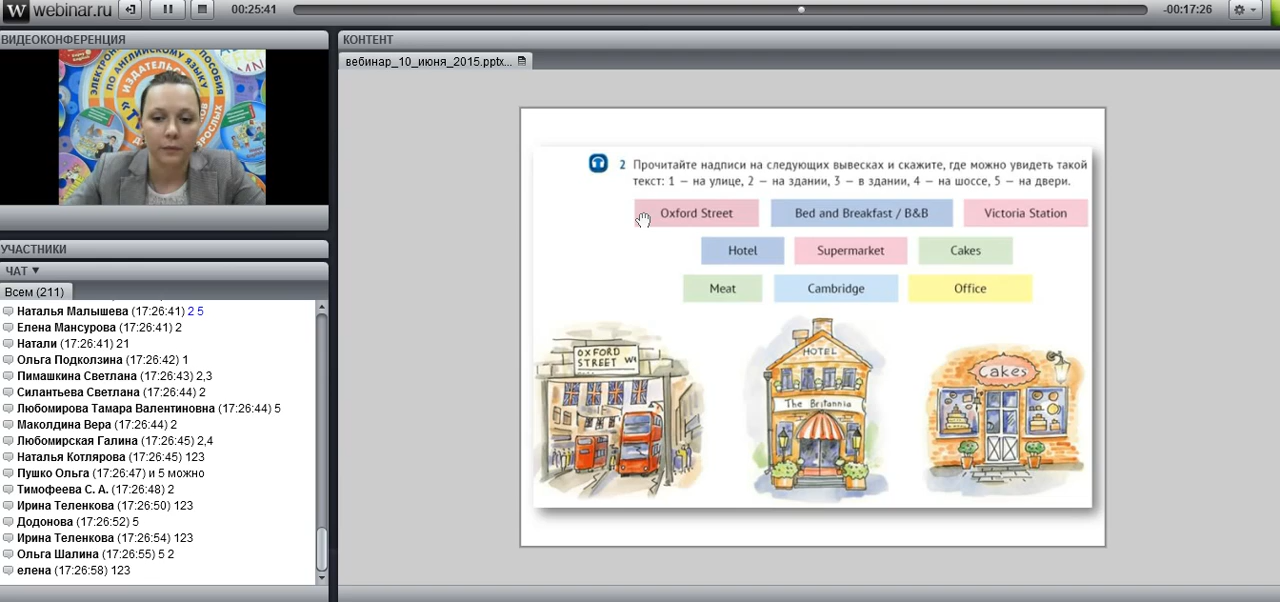 W webinar.ru 00:25:41 -00:17:26
ВИДЕОКОНФЕРЕНЦИЯ
ЭЛЕКТРОН
ПО АНГЛИЙСКОМУ ЯЗЫКУ
ПОСОБИЯ
ИЗДАТЕЛЬС
УЧАСТНИКИ
ЧАТ ▼
Всем (211)
Наталья Малышева (17:26:41) 2 5
Елена Мансурова (17:26:41) 2
Натали (17:26:41) 21
Ольга Подколзина (17:26:42) 1
Пимашкина Светлана (17:26:43) 2,3
Силантьева Светлана (17:26:44) 2
Любомирова Тамара Валентиновна (17:26:44) 5
Маколдина Вера (17:26:44) 2
Любомирская Галина (17:26:45) 2,4
Наталья Котлярова (17:26:45) 123
Пушко Ольга (17:26:47) и 5 можно
Тимофеева С. А. (17:26:48) 2
Ирина Теленкова (17:26:50) 123
Додонова (17:26:52) 5
Ирина Теленкова (17:26:54) 123
Ольга Шалина (17:26:55) 5 2
елена (17:26:58) 123
КОНТЕНТ
вебинар_10_июня_2015.pptx...
2 Прочитайте надписи на следующих вывесках и скажите, где можно увидеть такой
текст: 1 — на улице, 2 — на здании, 3 — в здании, 4 — на шоссе, 5 — на двери.
Oxford Street Bed and Breakfast / B&B Victoria Station
Hotel Supermarket Cakes
Meat Cambridge Office
OXFORD
STREET W1
HOTEL
The Britannia
Cakes